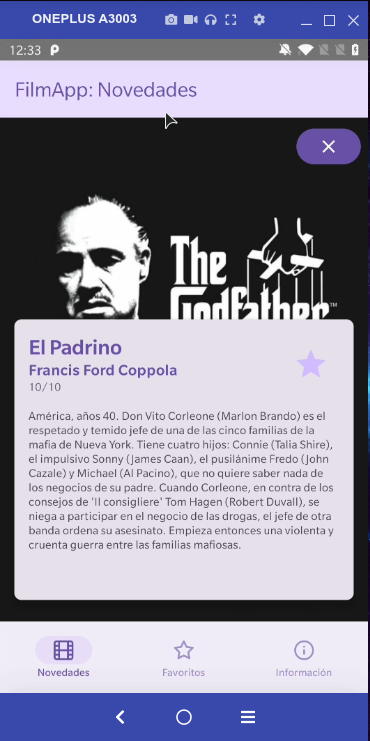 ONEPLUS A3003
12:33
FilmApp: Novedades
The
Godfather
™
El Padrino
Francis Ford Coppola
10/10
América, años 40. Don Vito Corleone (Marlon Brando) es el
respetado y temido jefe de una de las cinco familias de la
mafia de Nueva York. Tiene cuatro hijos: Connie (Talia Shire),
el impulsivo Sonny (James Caan), el pusilánime Fredo (John
Cazale) y Michael (Al Pacino), que no quiere saber nada de
los negocios de su padre. Cuando Corleone, en contra de los
consejos de 'Il consigliere' Tom Hagen (Robert Duvall), se
niega a participar en el negocio de las drogas, el jefe de otra
banda ordena su asesinato. Empieza entonces una violenta y
cruenta guerra entre las familias mafiosas.
Novedades
Favoritos
Información